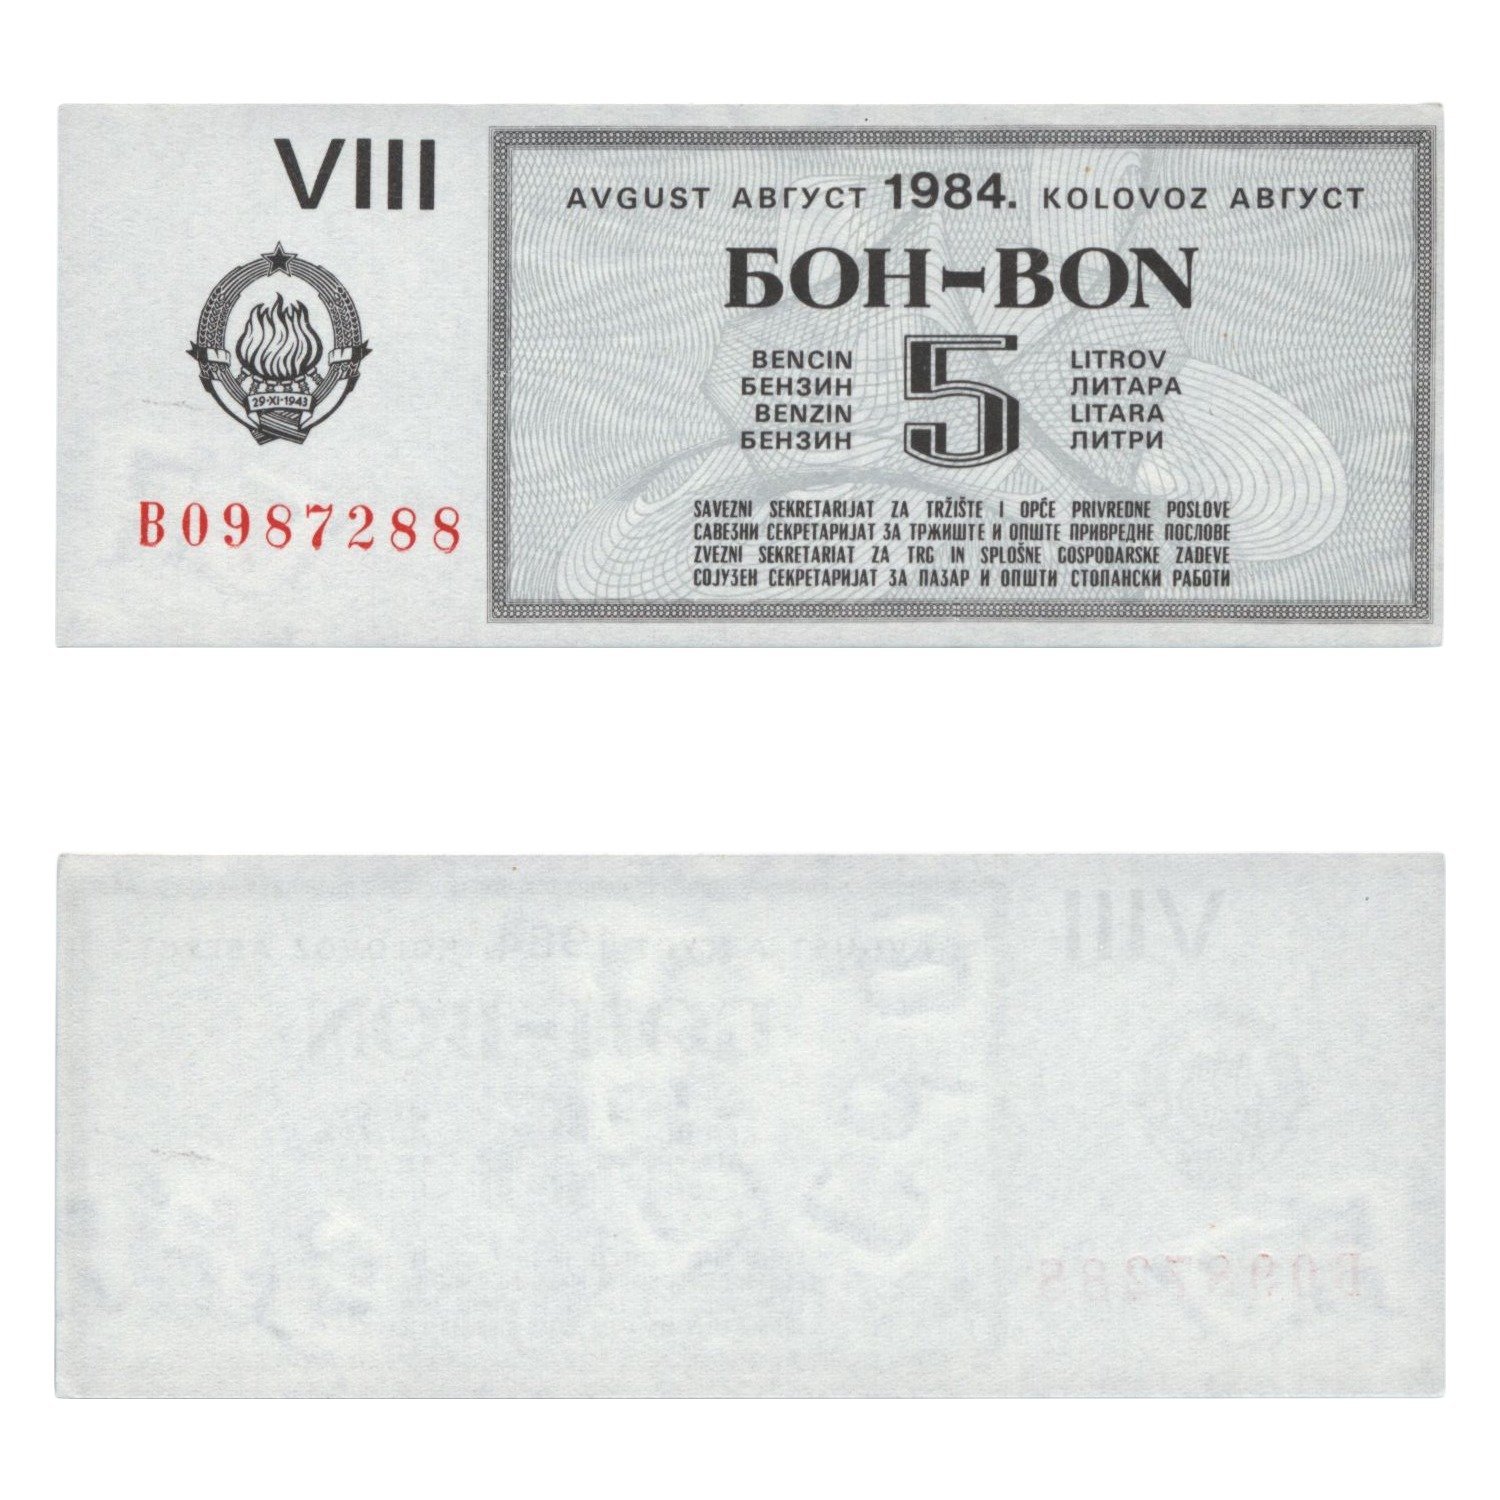 VIII
AVGUST АВГУСТ 1984. KOLOVOZ АВГУСТ
БОН-BON
BENCIN 5 LITROV
БЕНЗИН ЛИТАРА
BENZIN LITARA
БЕНЗИН ЛИТРИ
29·XI·1943
B0987288
SAVEZNI SEKRETARIJAT ZA TRŽIŠTE I OPĆE PRIVREDNE POSLOVE
САВЕЗНИ СЕКРЕТАРИЈАТ ЗА ТРЖИШТЕ И ОПШТЕ ПРИВРЕДНЕ ПОСЛОВЕ
ZVEZNI SEKRETARIAT ZA TRG IN SPLOŠNE GOSPODARSKE ZADEVE
СОЈУЗЕН СЕКРЕТАРИЈАТ ЗА ПАЗАР И ОПШТИ СТОПАНСКИ РАБОТИ